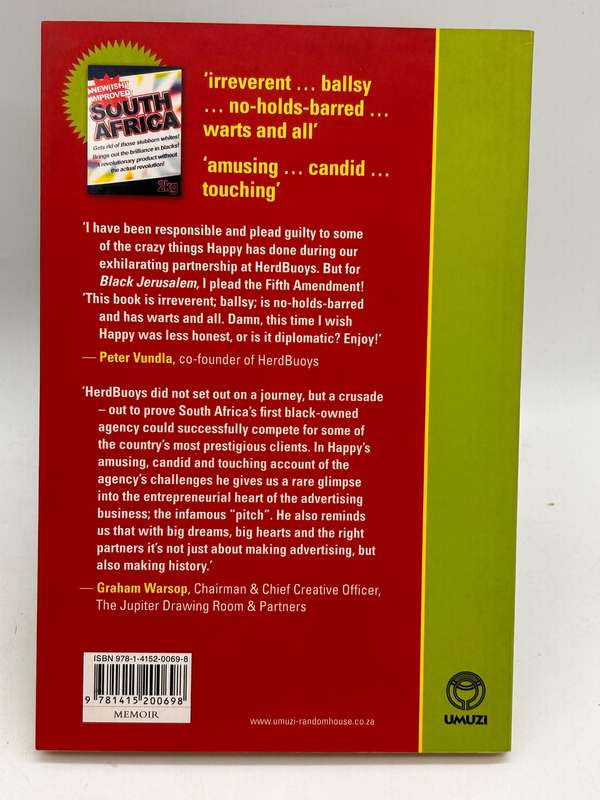 NEW(ISH)
IMPROVED
SOUTH
AFRICA
Gets rid of those stubborn whites!
Brings out the brilliance in blacks!
A revolutionary product without
the actual revolution!
2kg
‘irreverent … ballsy
… no-holds-barred …
warts and all’
‘amusing … candid …
touching’
‘I have been responsible and plead guilty to some
of the crazy things Happy has done during our
exhilarating partnership at HerdBuoys. But for
Black Jerusalem, I plead the Fifth Amendment!
‘This book is irreverent; ballsy; is no-holds-barred
and has warts and all. Damn, this time I wish
Happy was less honest, or is it diplomatic? Enjoy!’
— Peter Vundla, co-founder of HerdBuoys
‘HerdBuoys did not set out on a journey, but a crusade
– out to prove South Africa’s first black-owned
agency could successfully compete for some of
the country’s most prestigious clients. In Happy’s
amusing, candid and touching account of the
agency’s challenges he gives us a rare glimpse
into the entrepreneurial heart of the advertising
business; the infamous “pitch”. He also reminds
us that with big dreams, big hearts and the right
partners it’s not just about making advertising, but
also making history.’
— Graham Warsop, Chairman & Chief Creative Officer,
The Jupiter Drawing Room & Partners
ISBN 978-1-4152-0069-8
9 781415 200698
MEMOIR
www.umuzi-randomhouse.co.za
UMUZI